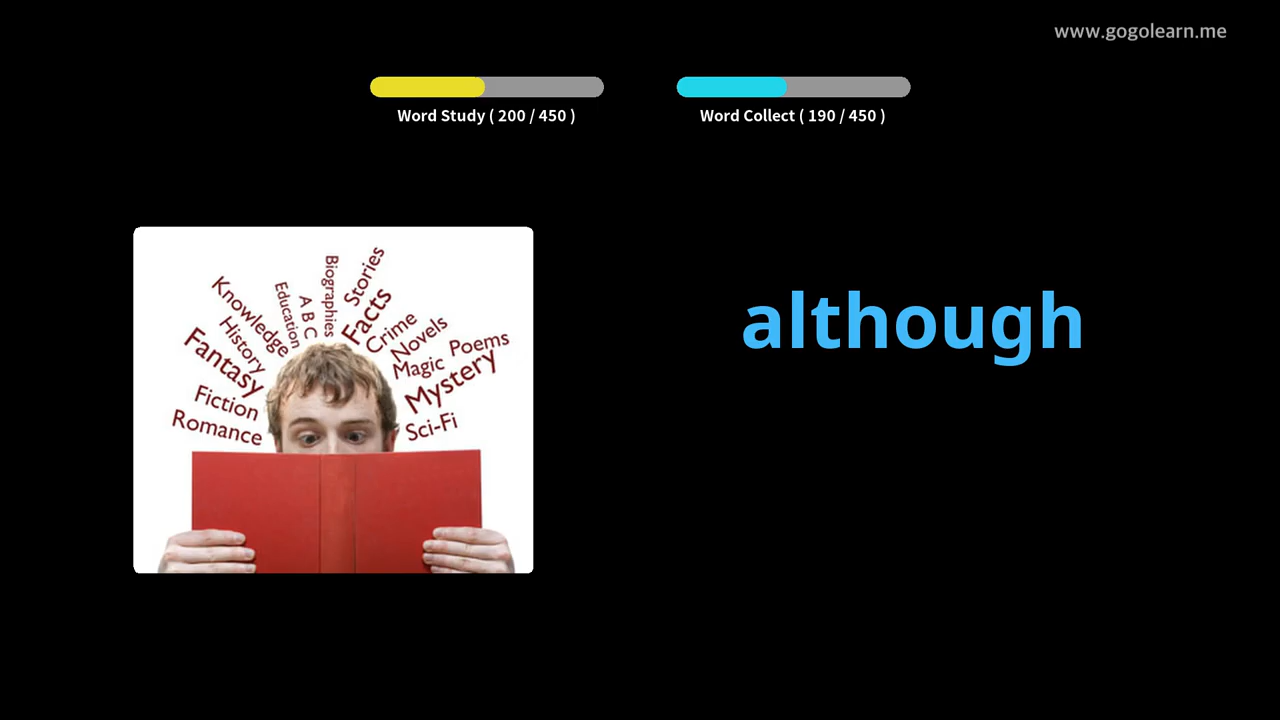 www.gogolearn.me
Word Study ( 200 / 450 )
Word Collect ( 190 / 450 )
Biographies
Stories
Education
A B C
Facts
Knowledge
Crime
History
Novels
Poems
Fantasy
Magic
Mystery
Fiction
Sci-Fi
Romance
although